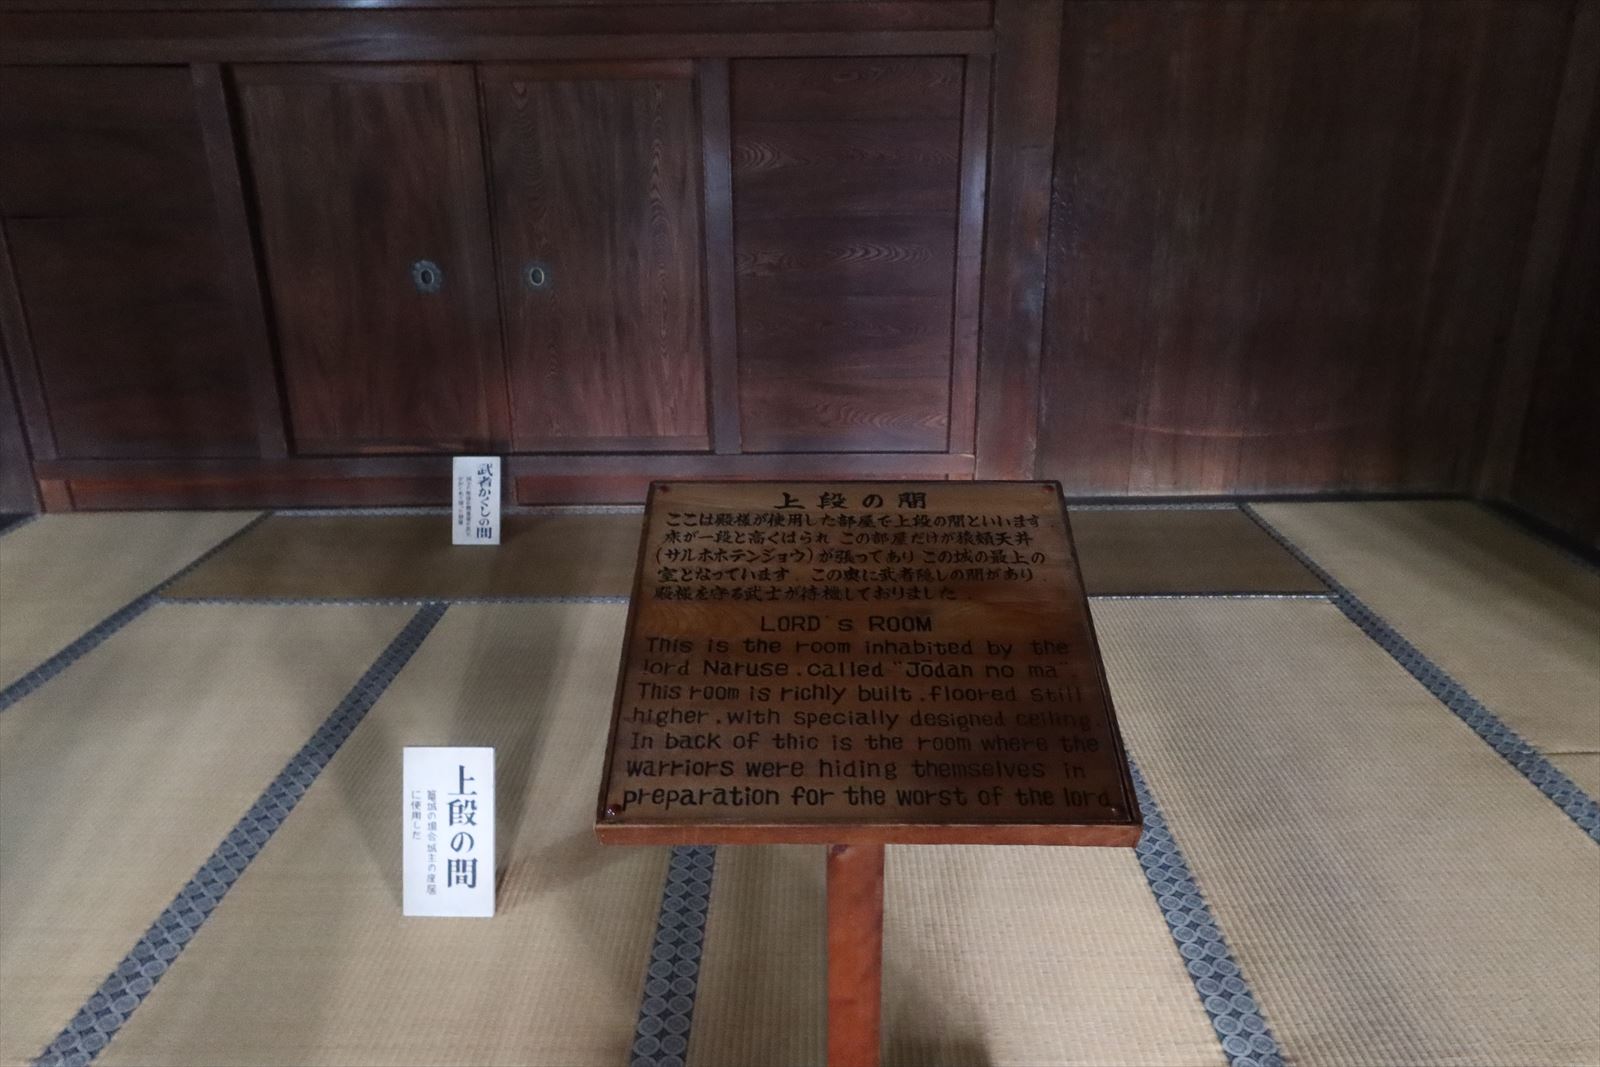 上段の間
ここは殿様が使用した部屋で上段の間といいます.
床が一段と高くはられ この部屋だけが猿頬天井
(サルホホテンジョウ)が張ってあり この城の最上の
室となっています. この奥に武者隠しの間があり.
殿様を守る武士が待機しておりました.
LORD's ROOM
This is the room inhabited by the
lord Naruse.called "Jōdan no ma".
This room is richly built.floored still
higher.with specially designed ceiling.
In back of thic is the room where the
warriors were hiding themselves in
preparation for the worst of the lord
武者かくしの間
上段の間
篭城の場合城主の座居
に使用した